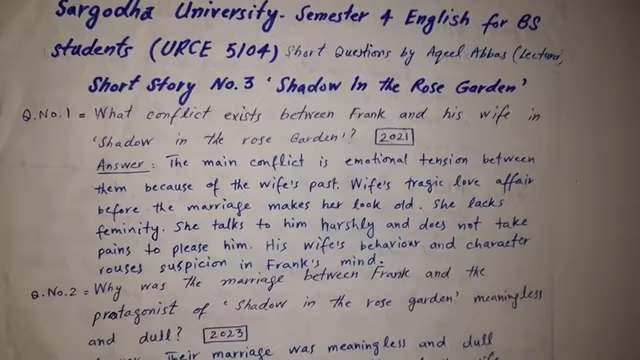 Sargodha University. Semester 4 English for BS
students (URCE 5104) Short Questions by Aqeel Abbas (Lecturer)
Short Story No. 3 'Shadow In the Rose Garden'
Q.No.1 = What conflict exists between Frank and his wife in
'Shadow in the rose Garden'? 2021
Answer: The main conflict is emotional tension between
them because of the wife's past. Wife's tragic love affair
before the marriage makes her look old. She lacks
feminity. She talks to him harshly and does not take
pains to please him. His wife's behaviour and character
rouses suspicion in Frank's mind.
Q.No.2 = Why was the marriage between Frank and the
protagonist of 'Shadow in the rose garden' meaningless
and dull? 2023
Their marriage was meaningless and dull